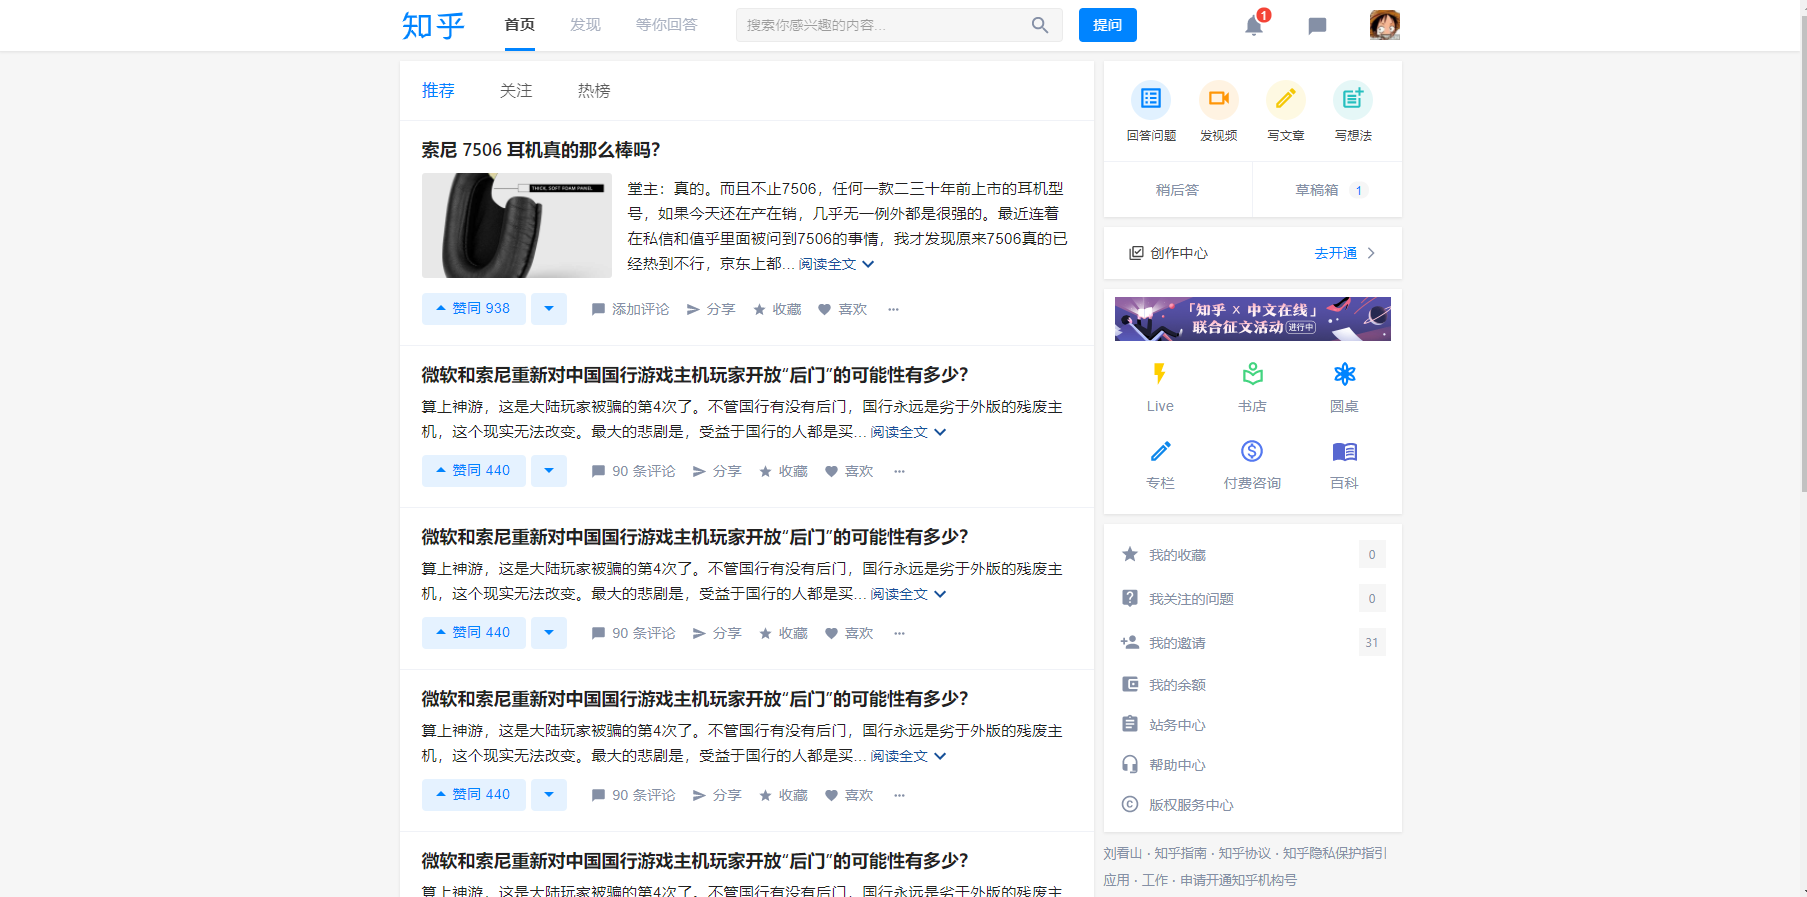 知乎 首页 发现 等你回答 搜索你感兴趣的内容... 提问 1
推荐 关注 热榜
索尼 7506 耳机真的那么棒吗？
THICK, SOFT FOAM PANEL
堂主：真的。而且不止7506，任何一款二三十年前上市的耳机型
号，如果今天还在产在销，几乎无一例外都是很强的。最近连着
在私信和值乎里面被问到7506的事情，我才发现原来7506真的已
经热到不行，京东上都... 阅读全文
赞同 938 添加评论 分享 收藏 喜欢 ···
微软和索尼重新对中国国行游戏主机玩家开放“后门”的可能性有多少？
算上神游，这是大陆玩家被骗的第4次了。不管国行有没有后门，国行永远是劣于外版的残废主
机，这个现实无法改变。最大的悲剧是，受益于国行的人都是买... 阅读全文
赞同 440 90 条评论 分享 收藏 喜欢 ···
微软和索尼重新对中国国行游戏主机玩家开放“后门”的可能性有多少？
算上神游，这是大陆玩家被骗的第4次了。不管国行有没有后门，国行永远是劣于外版的残废主
机，这个现实无法改变。最大的悲剧是，受益于国行的人都是买... 阅读全文
赞同 440 90 条评论 分享 收藏 喜欢 ···
微软和索尼重新对中国国行游戏主机玩家开放“后门”的可能性有多少？
算上神游，这是大陆玩家被骗的第4次了。不管国行有没有后门，国行永远是劣于外版的残废主
机，这个现实无法改变。最大的悲剧是，受益于国行的人都是买... 阅读全文
赞同 440 90 条评论 分享 收藏 喜欢 ···
微软和索尼重新对中国国行游戏主机玩家开放“后门”的可能性有多少？
算上神游，这是大陆玩家被骗的第4次了。不管国行有没有后门，国行永远是劣于外版的残废主
回答问题 发视频 写文章 写想法
稍后答 草稿箱 1
创作中心 去开通
「知乎 x 中文在线」
联合征文活动 进行中
Live 书店 圆桌
专栏 付费咨询 百科
我的收藏 0
我关注的问题 0
我的邀请 31
我的余额
站务中心
帮助中心
版权服务中心
刘看山 · 知乎指南 · 知乎协议 · 知乎隐私保护指引
应用 · 工作 · 申请开通知乎机构号